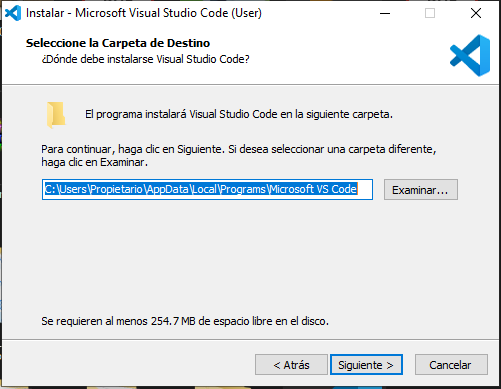 Instalar - Microsoft Visual Studio Code (User)
Seleccione la Carpeta de Destino
¿Dónde debe instalarse Visual Studio Code?
El programa instalará Visual Studio Code en la siguiente carpeta.
Para continuar, haga clic en Siguiente. Si desea seleccionar una carpeta diferente,
haga clic en Examinar.
C:\Users\Propietario\AppData\Local\Programs\Microsoft VS Code
Examinar...
Se requieren al menos 254.7 MB de espacio libre en el disco.
< Atrás
Siguiente >
Cancelar